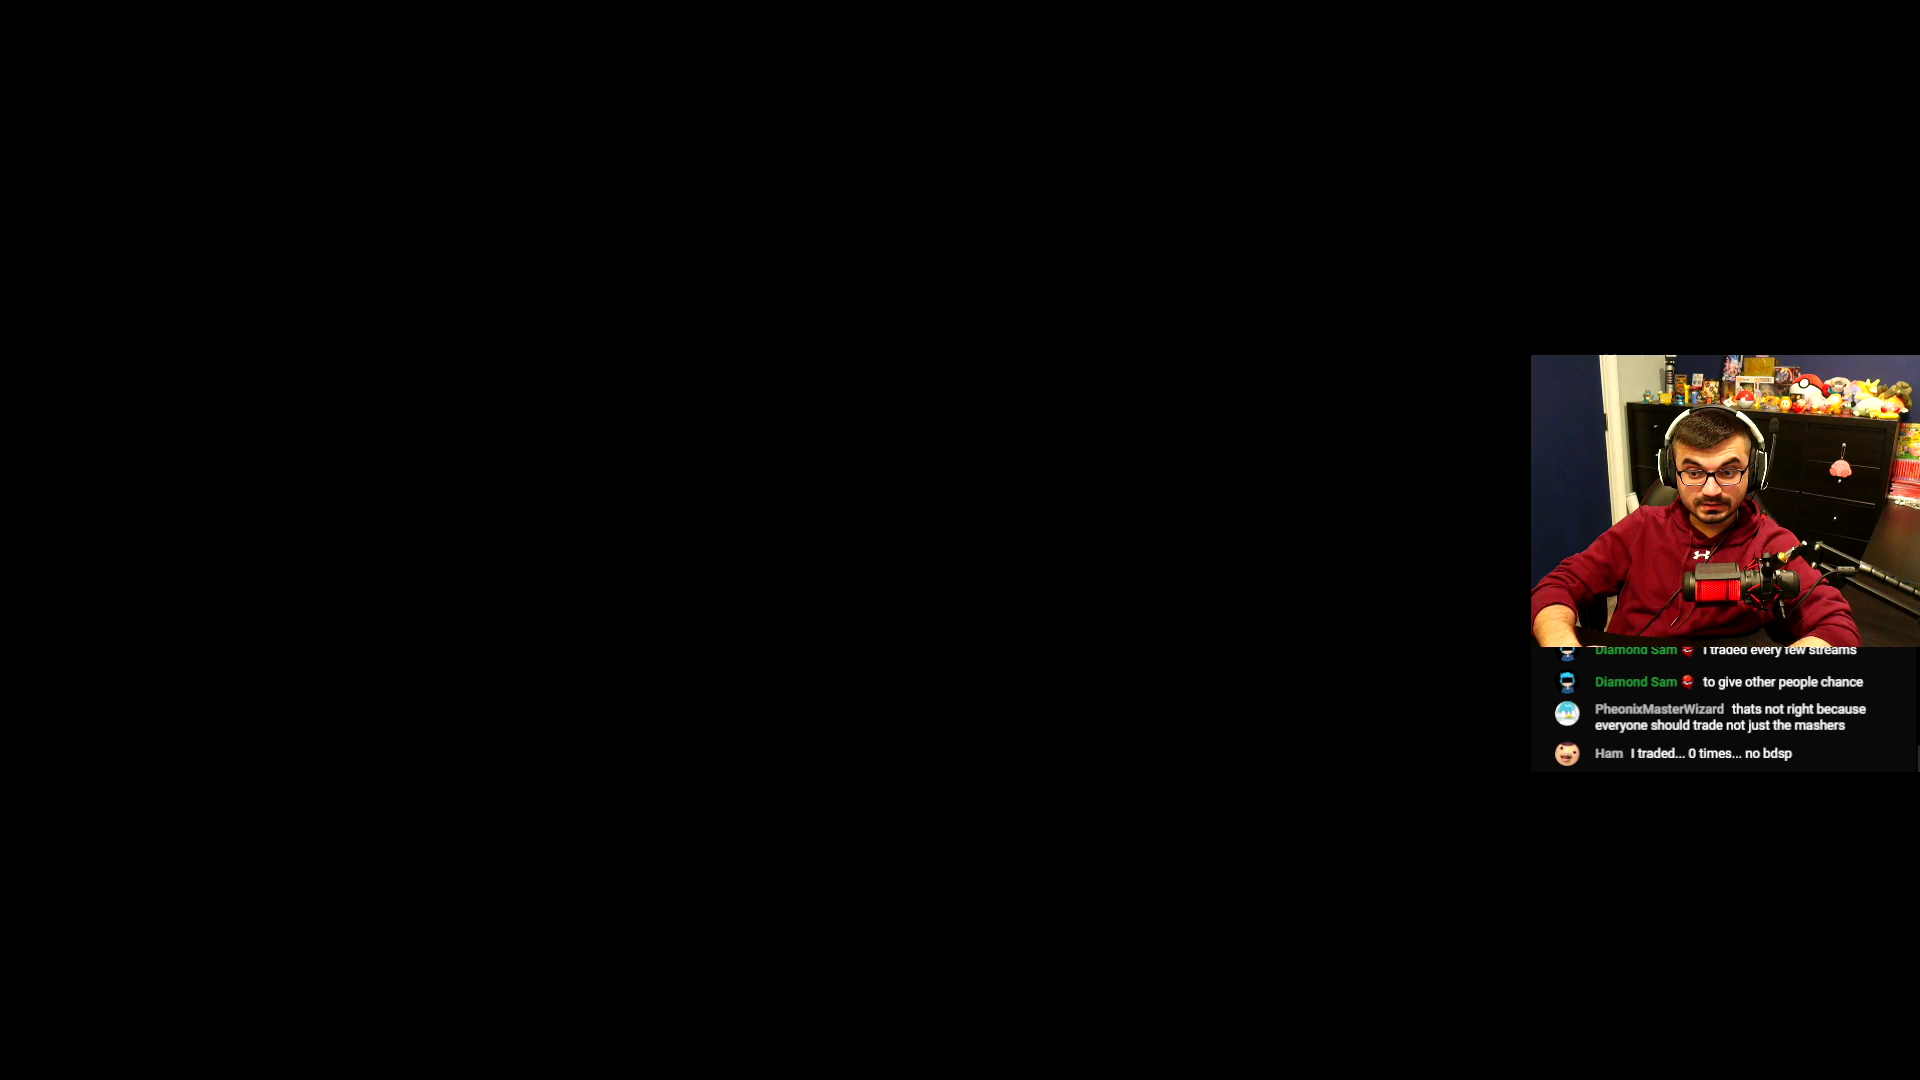 Diamond Sam I traded every few streams
Diamond Sam to give other people chance
PheonixMasterWizard thats not right because
everyone should trade not just the mashers
Ham I traded... 0 times... no bdsp